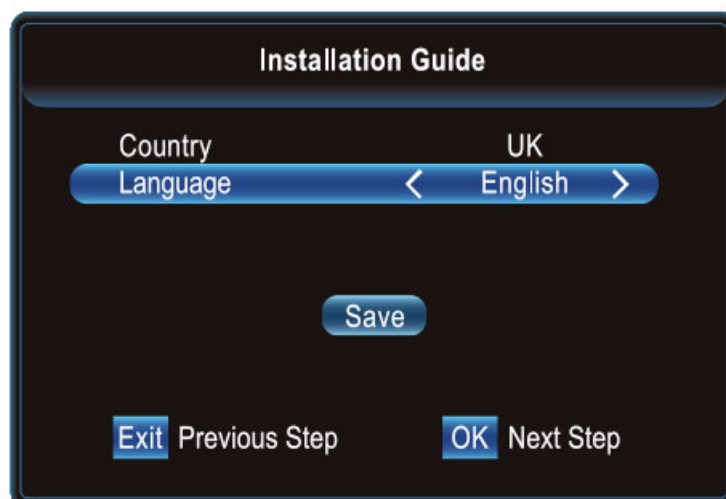 Installation Guide
Country UK
Language < English >
Save
Exit Previous Step OK Next Step